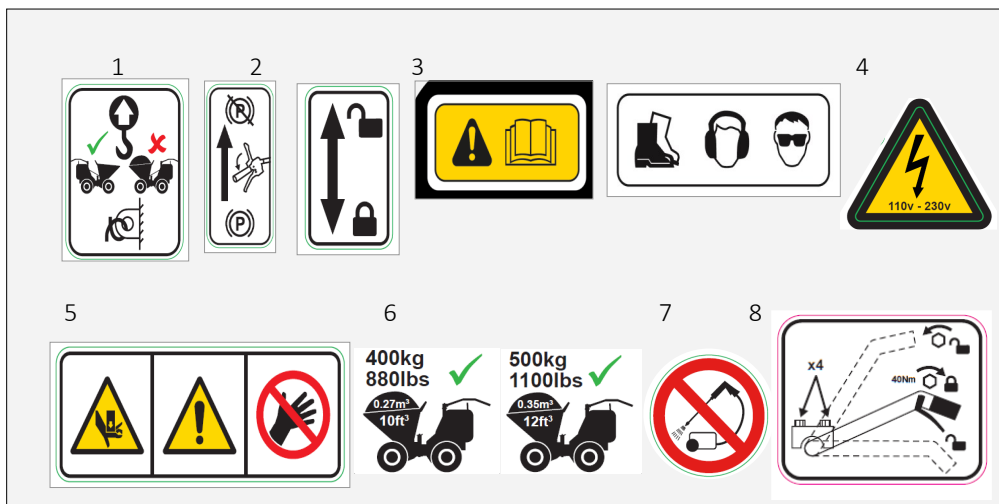 1
2
3
4
P
P
110v - 230v
5
6
7
8
400kg
880lbs
0.27m³
10ft³
500kg
1100lbs
0.35m³
12ft³
x4
40Nm